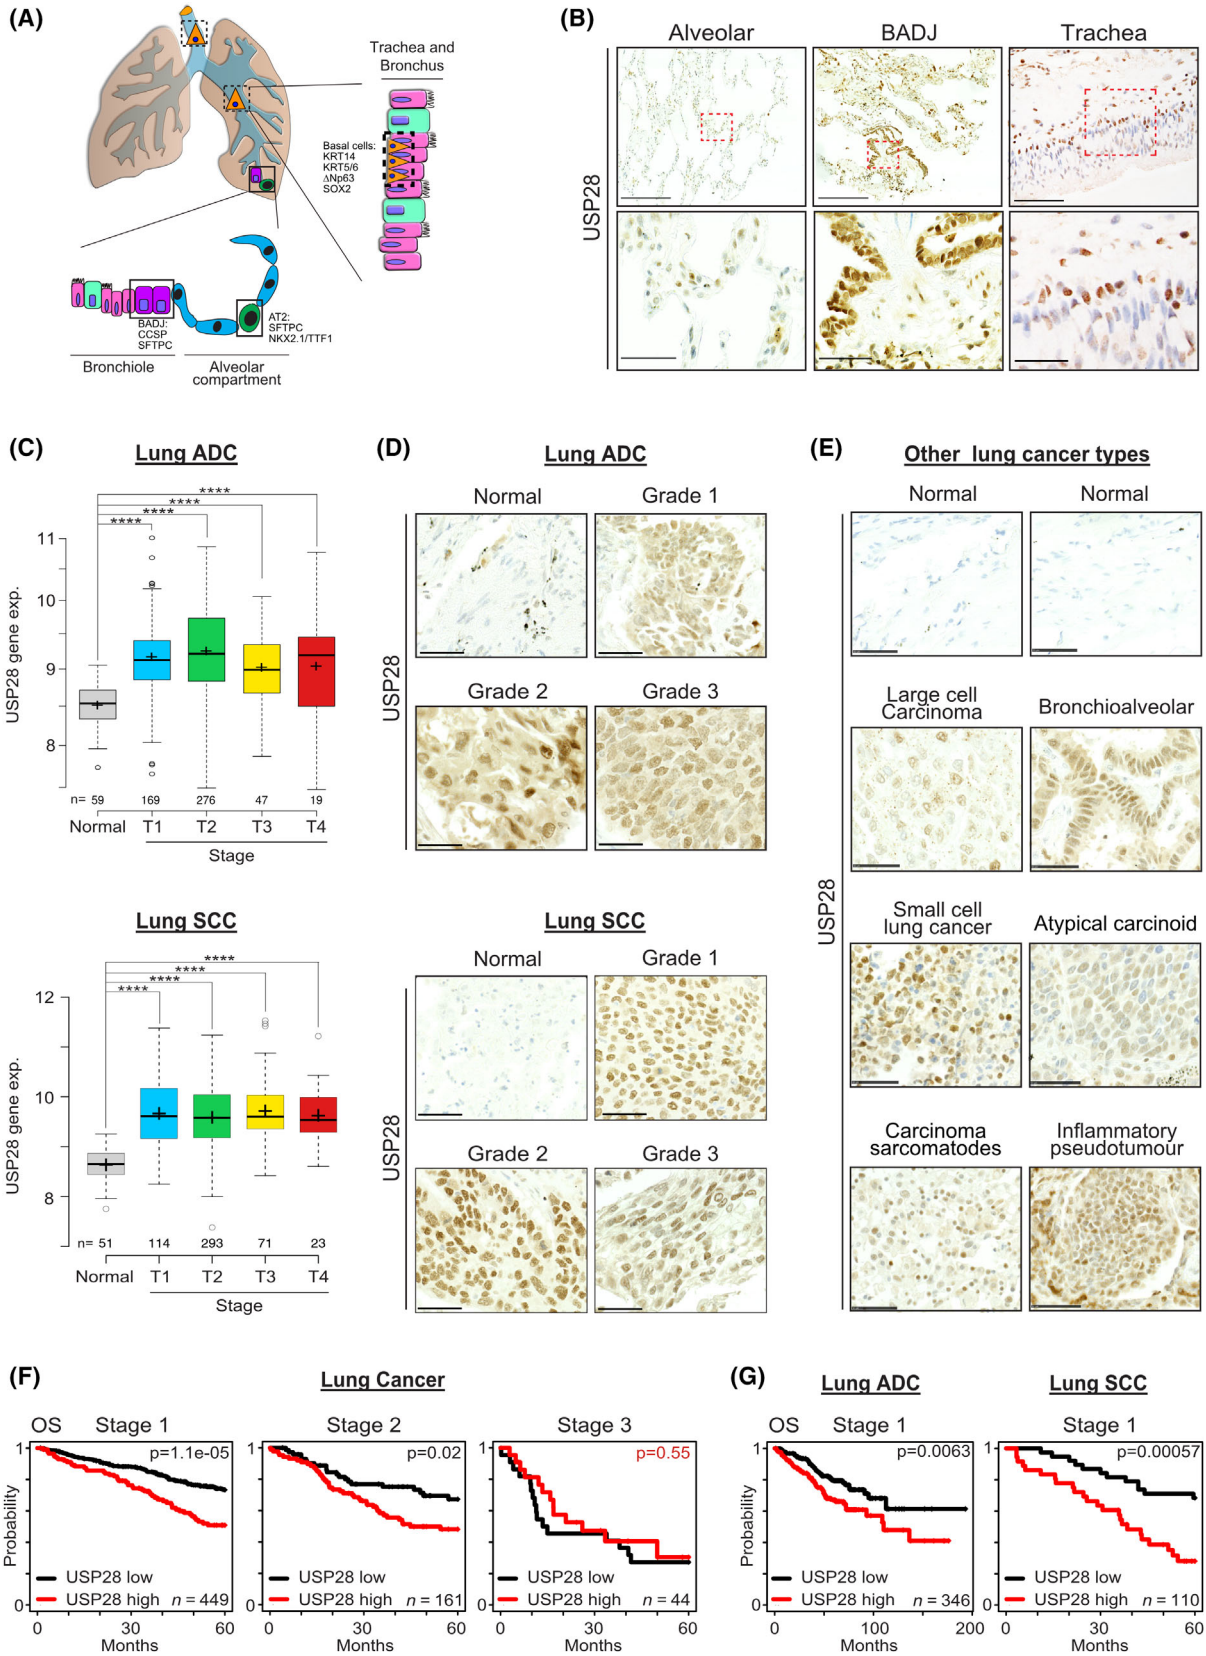 (A)
Trachea and
Bronchus
Basal cells:
KRT14
KRT5/6
ΔNp63
SOX2
BADJ:
CCSP
SFTPC
AT2:
SFTPC
NKX2.1/TTF1
Bronchiole
Alveolar
compartment
(B)
Alveolar
BADJ
Trachea
USP28
(C)
Lung ADC
****
****
****
****
USP28 gene exp.
11
10
9
8
n= 59 169 276 47 19
Normal T1 T2 T3 T4
Stage
Lung SCC
****
****
****
****
USP28 gene exp.
12
10
8
n= 51 114 293 71 23
Normal T1 T2 T3 T4
Stage
(D)
Lung ADC
Normal
Grade 1
Grade 2
Grade 3
USP28
Lung SCC
Normal
Grade 1
Grade 2
Grade 3
USP28
(E)
Other lung cancer types
Normal
Normal
Large cell
Carcinoma
Bronchioalveolar
Small cell
lung cancer
Atypical carcinoid
Carcinoma
sarcomatodes
Inflammatory
pseudotumour
USP28
(F)
Lung Cancer
OS Stage 1
p=1.1e-05
Probability
1
0
USP28 low
USP28 high
n = 449
0 30 60
Months
Stage 2
p=0.02
1
0
USP28 low
USP28 high
n = 161
0 30 60
Months
Stage 3
p=0.55
1
0
USP28 low
USP28 high
n = 44
0 30 60
Months
(G)
Lung ADC
OS Stage 1
p=0.0063
Probability
1
0
USP28 low
USP28 high
n = 346
0 100 200
Months
Lung SCC
Stage 1
p=0.00057
1
0
USP28 low
USP28 high
n = 110
0 30 60
Months